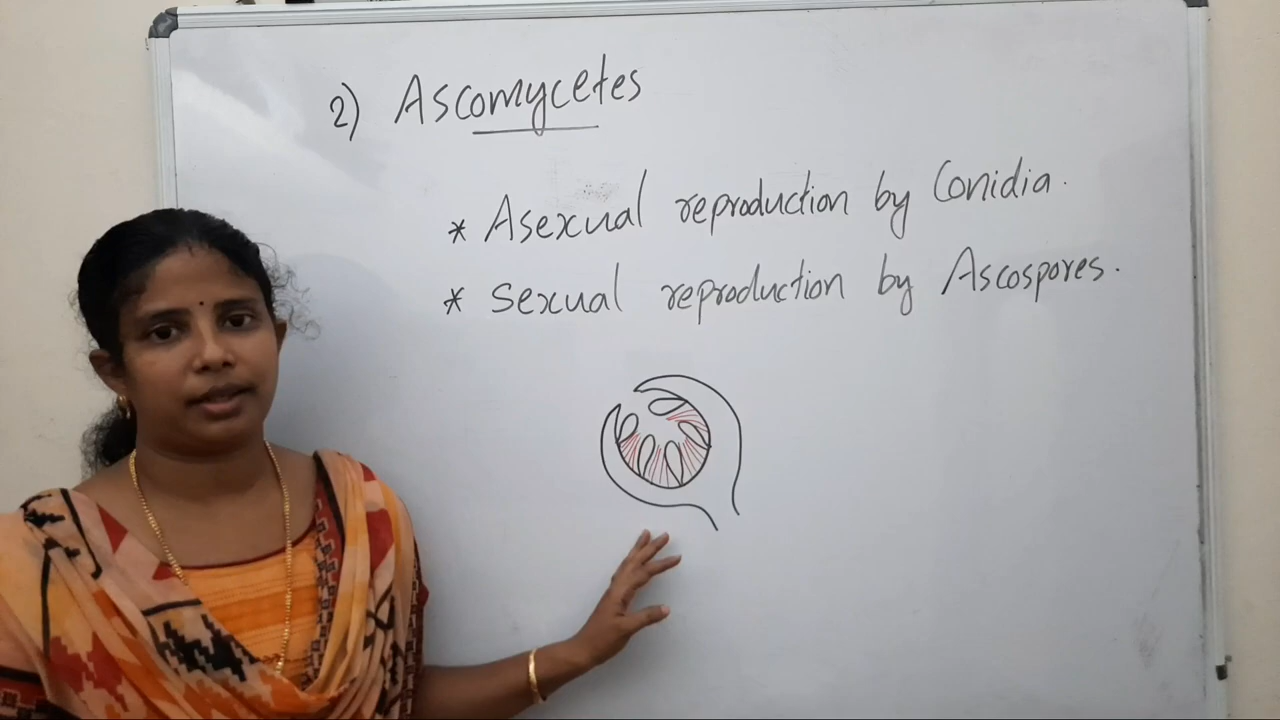 2) Ascomycetes
* Asexual reproduction by Conidia.
* Sexual reproduction by Ascospores.